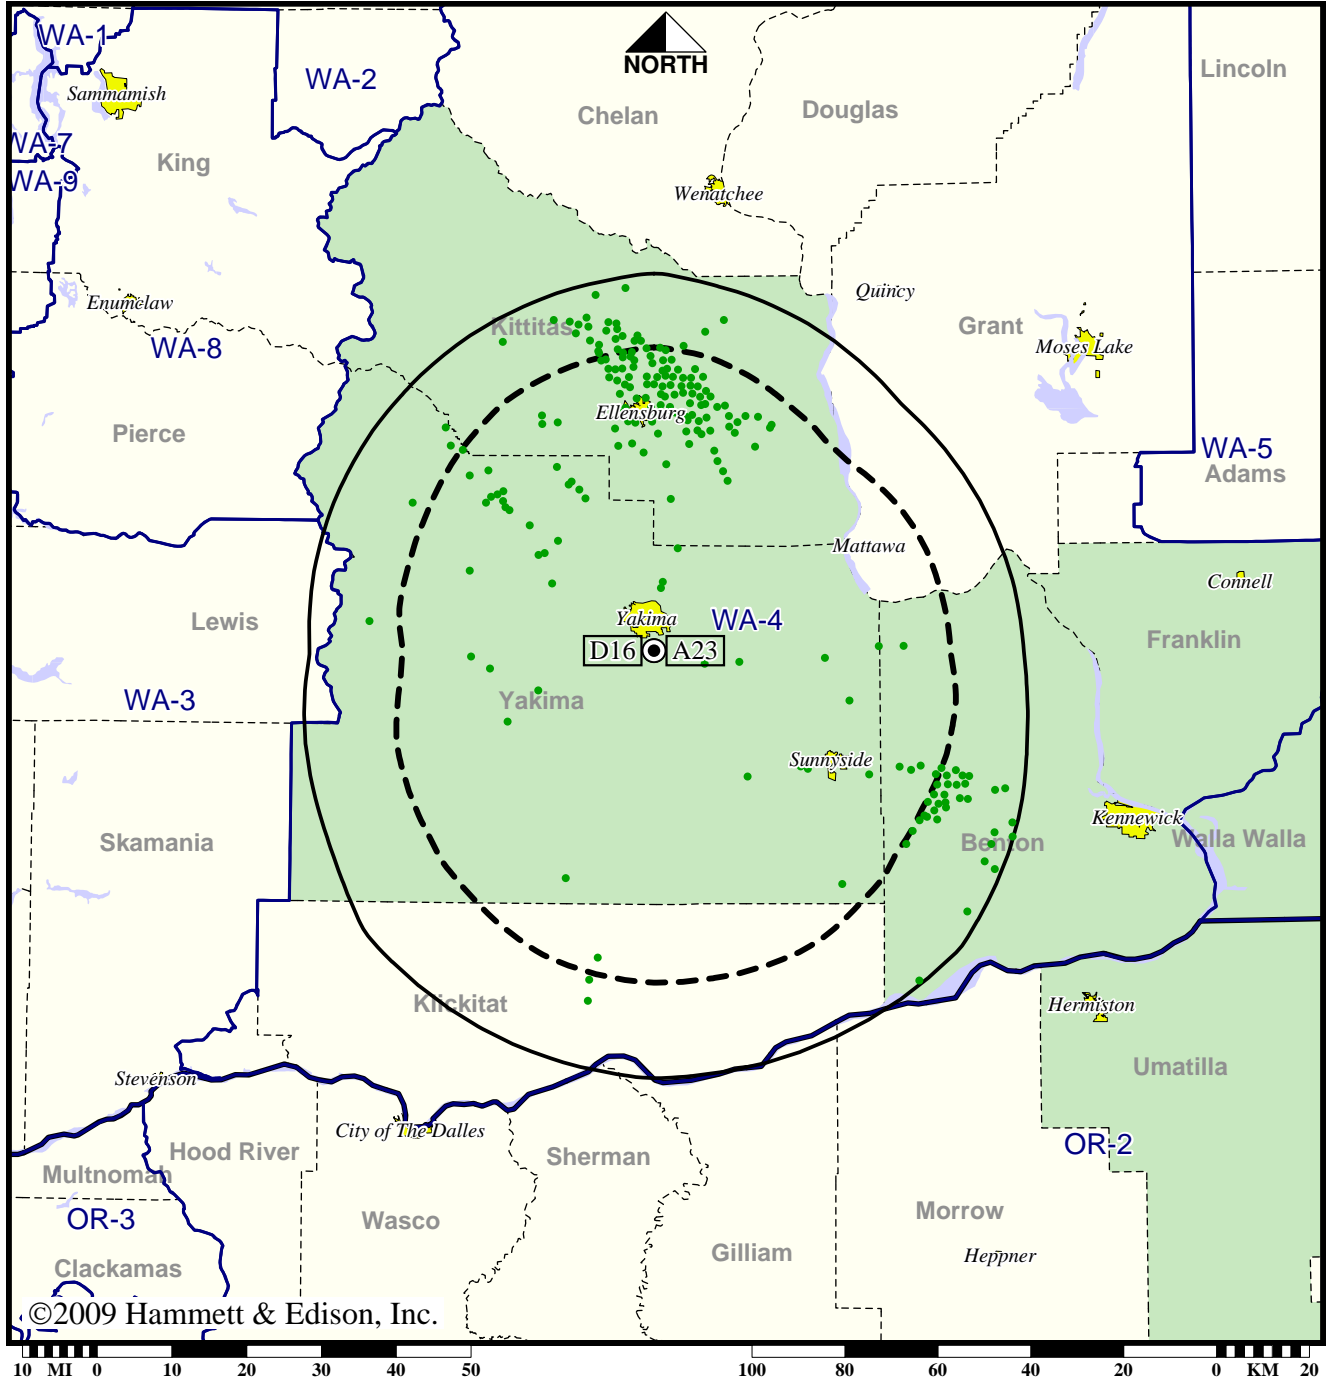 WA-1
WA-2
NORTH
Lincoln
Sammamish
Chelan
Douglas
WA-7
King
WA-9
Wenatchee
Enumclaw
Quincy
Kittitas
Grant
WA-8
Moses Lake
Ellensburg
Pierce
WA-5
Adams
Mattawa
Connell
Lewis
Yakima
WA-4
Franklin
D16
A23
WA-3
Yakima
Sunnyside
Kennewick
Skamania
Benton
Walla Walla
Klickitat
Hermiston
Stevenson
Umatilla
City of The Dalles
Hood River
OR-2
Multnomah
Sherman
OR-3
Wasco
Morrow
Clackamas
Gilliam
Heppner
©2009 Hammett & Edison, Inc.
10 MI 0 10 20 30 40 50 100 80 60 40 20 0 KM 20